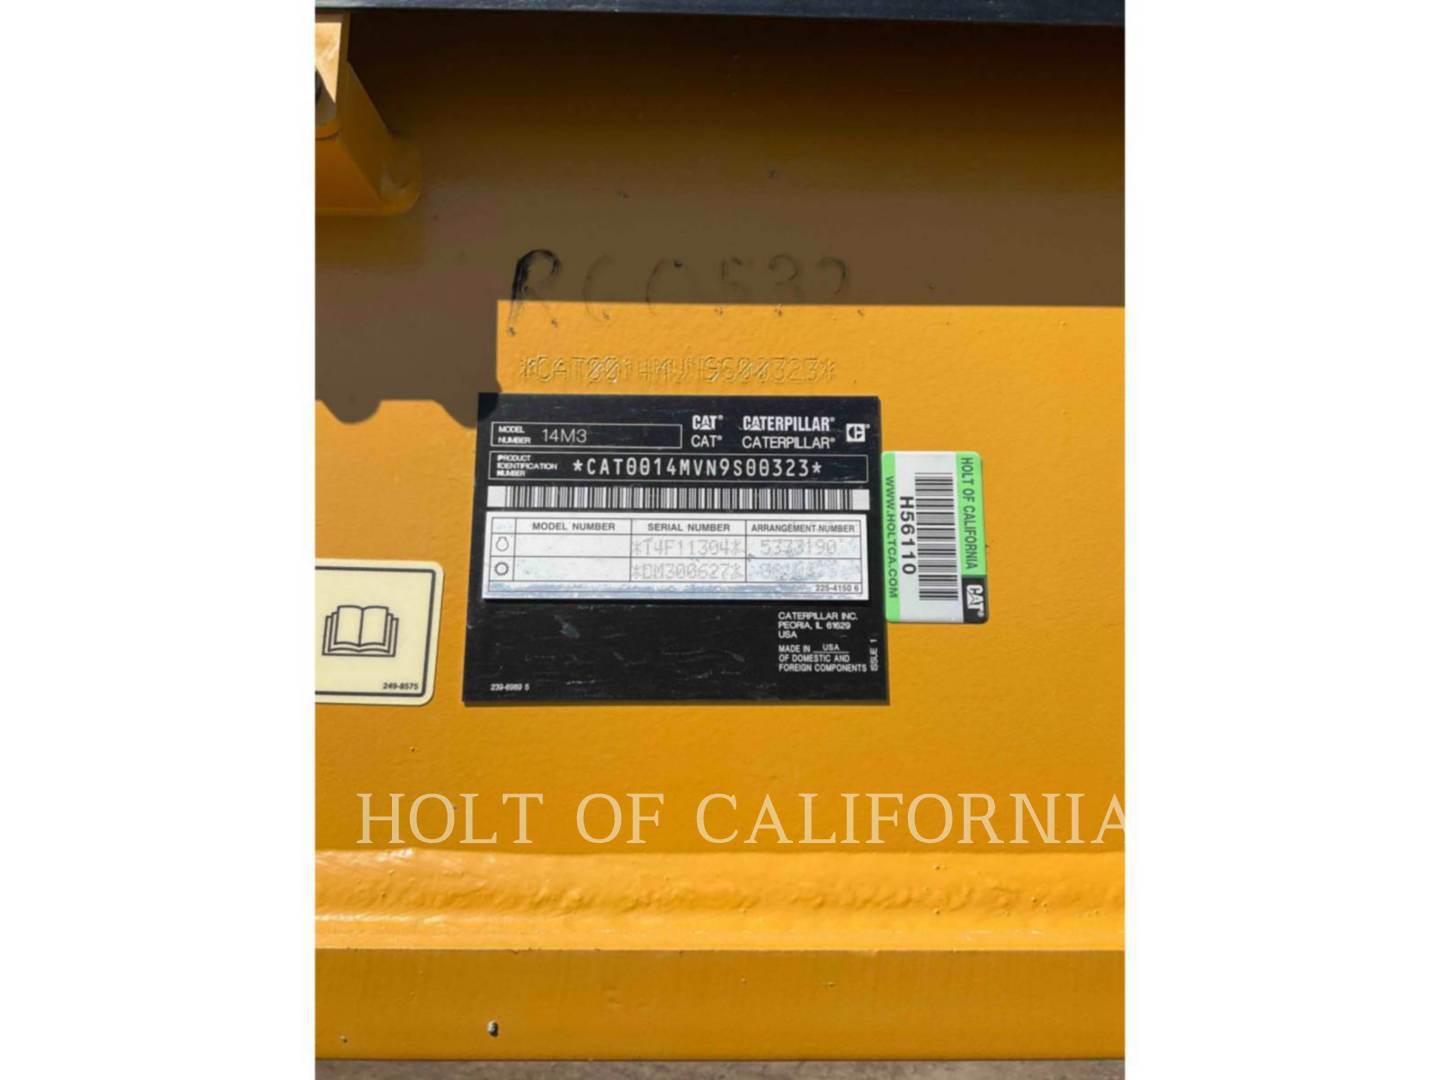 *CAT0014MVN9S00323*
MODEL NUMBER 14M3
CAT® CATERPILLAR®
CAT® CATERPILLAR®
PRODUCT IDENTIFICATION NUMBER *CAT0014MVN9S00323*
MODEL NUMBER SERIAL NUMBER ARRANGEMENT NUMBER
*T4F11304* 5373190
*DM300627*
225-4150 6
CATERPILLAR INC.
PEORIA, IL 61629
USA
MADE IN USA
OF DOMESTIC AND
FOREIGN COMPONENTS
ISSUE 1
239-6989 5
HOLT OF CALIFORNIA
H56110
WWW.HOLTCA.COM
CAT
249-8575
HOLT OF CALIFORNIA